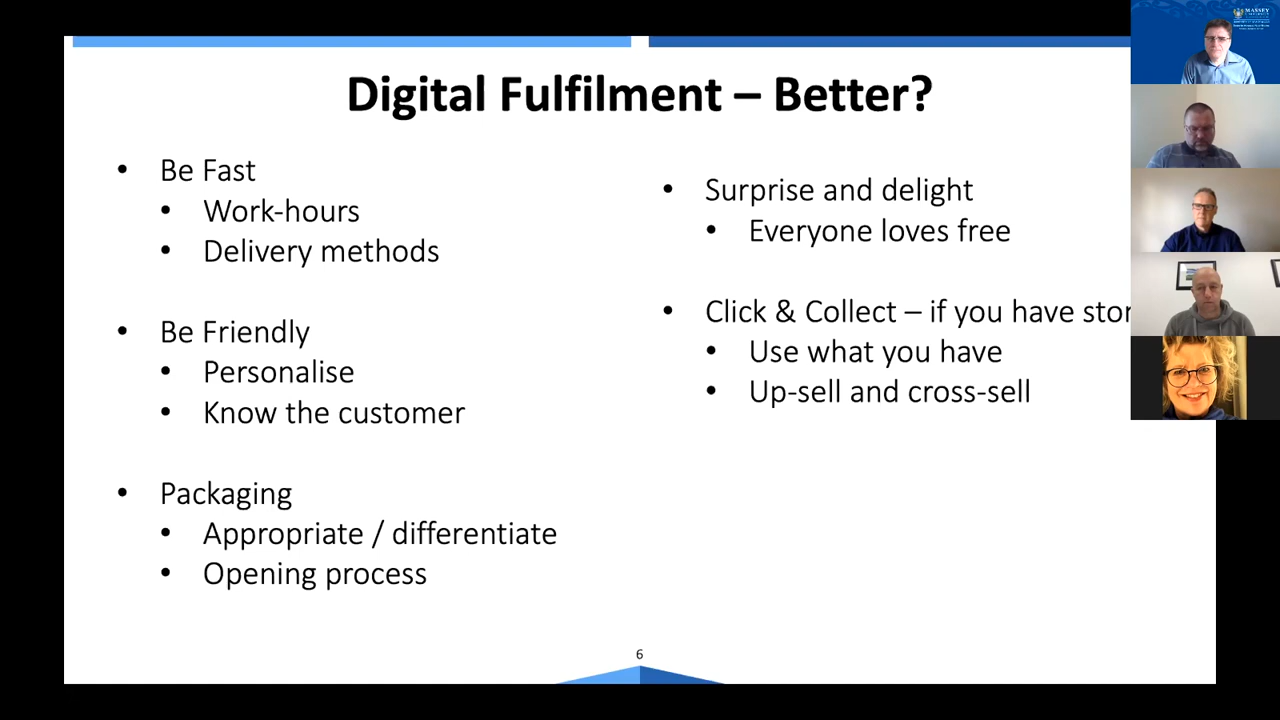 Digital Fulfilment – Better?
• Be Fast
• Work-hours
• Delivery methods
• Be Friendly
• Personalise
• Know the customer
• Packaging
• Appropriate / differentiate
• Opening process
• Surprise and delight
• Everyone loves free
• Click & Collect – if you have
• Use what you have
• Up-sell and cross-sell
6
MASSEY